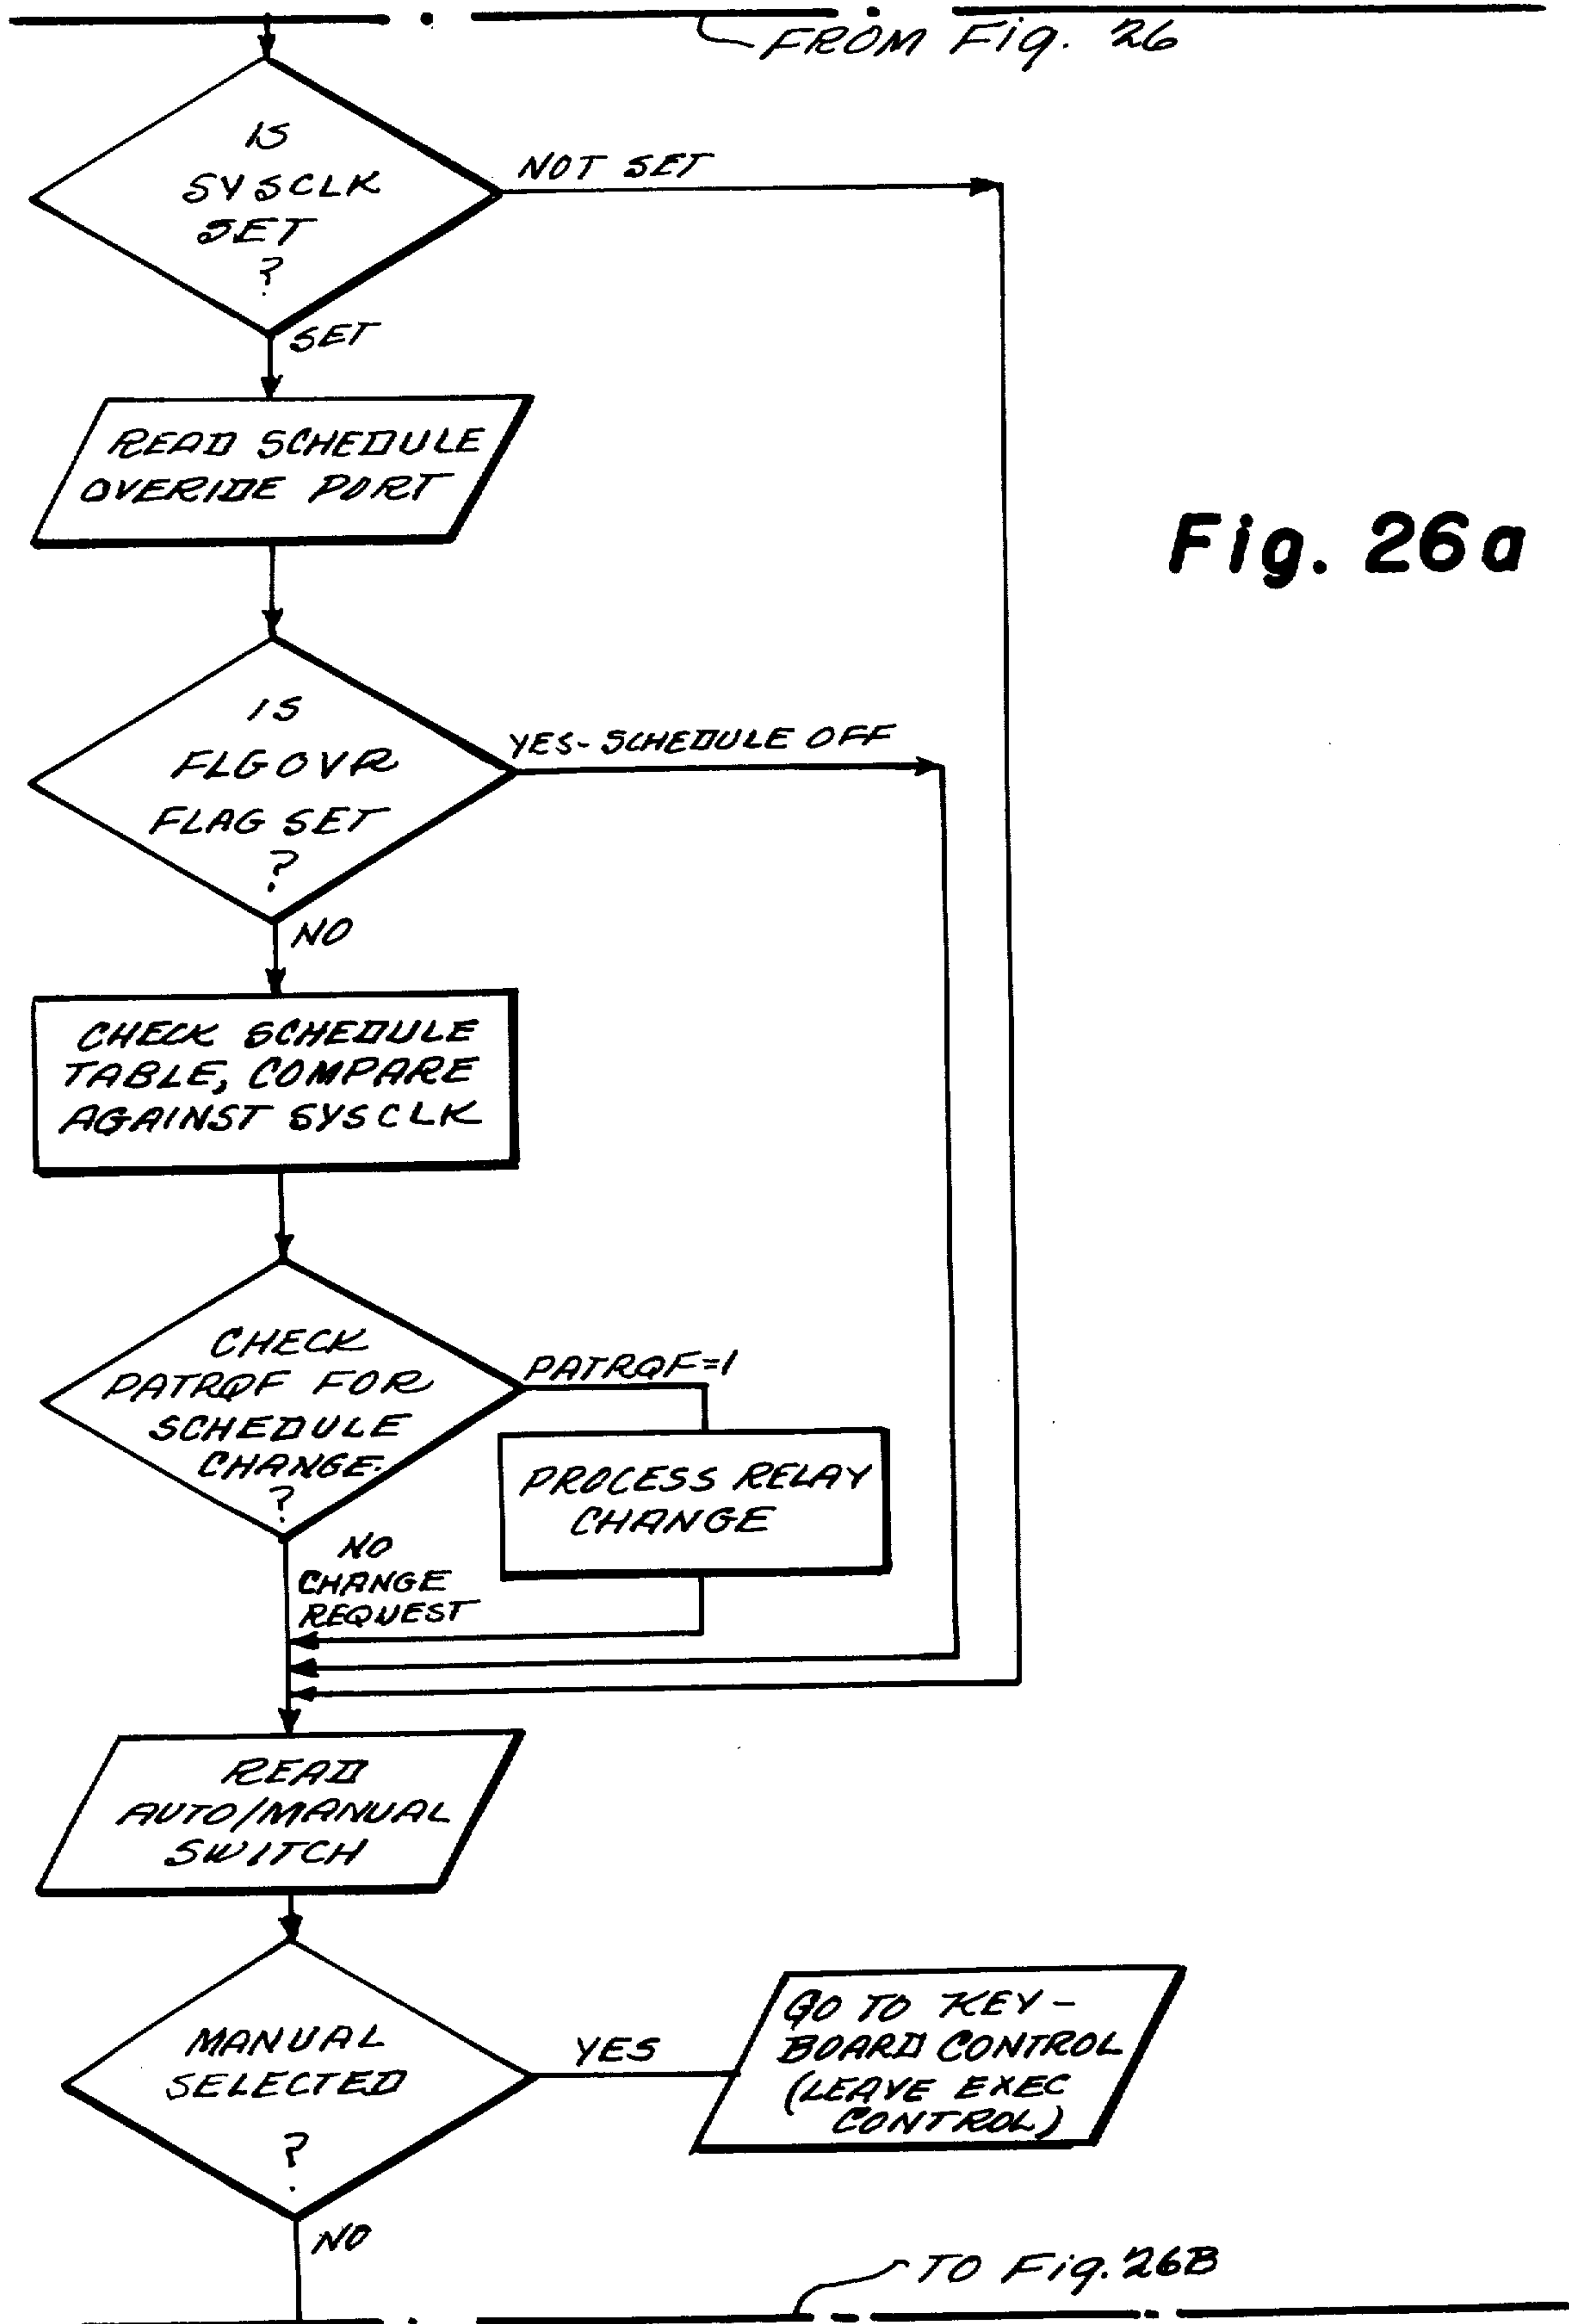 FROM Fig. 26
IS
SYSCLK
SET
?
NOT SET
SET
READ SCHEDULE
OVERIDE PORT
Fig. 26a
IS
FLGOVR
FLAG SET
?
YES-SCHEDULE OFF
NO
CHECK SCHEDULE
TABLE, COMPARE
AGAINST SYSCLK
CHECK
PATRQF FOR
SCHEDULE
CHANGE.
?
PATRQF=1
PROCESS RELAY
CHANGE
NO
CHANGE
REQUEST
READ
AUTO/MANUAL
SWITCH
MANUAL
SELECTED
?
YES
GO TO KEY-
BOARD CONTROL
(LEAVE EXEC
CONTROL)
NO
TO Fig. 26B